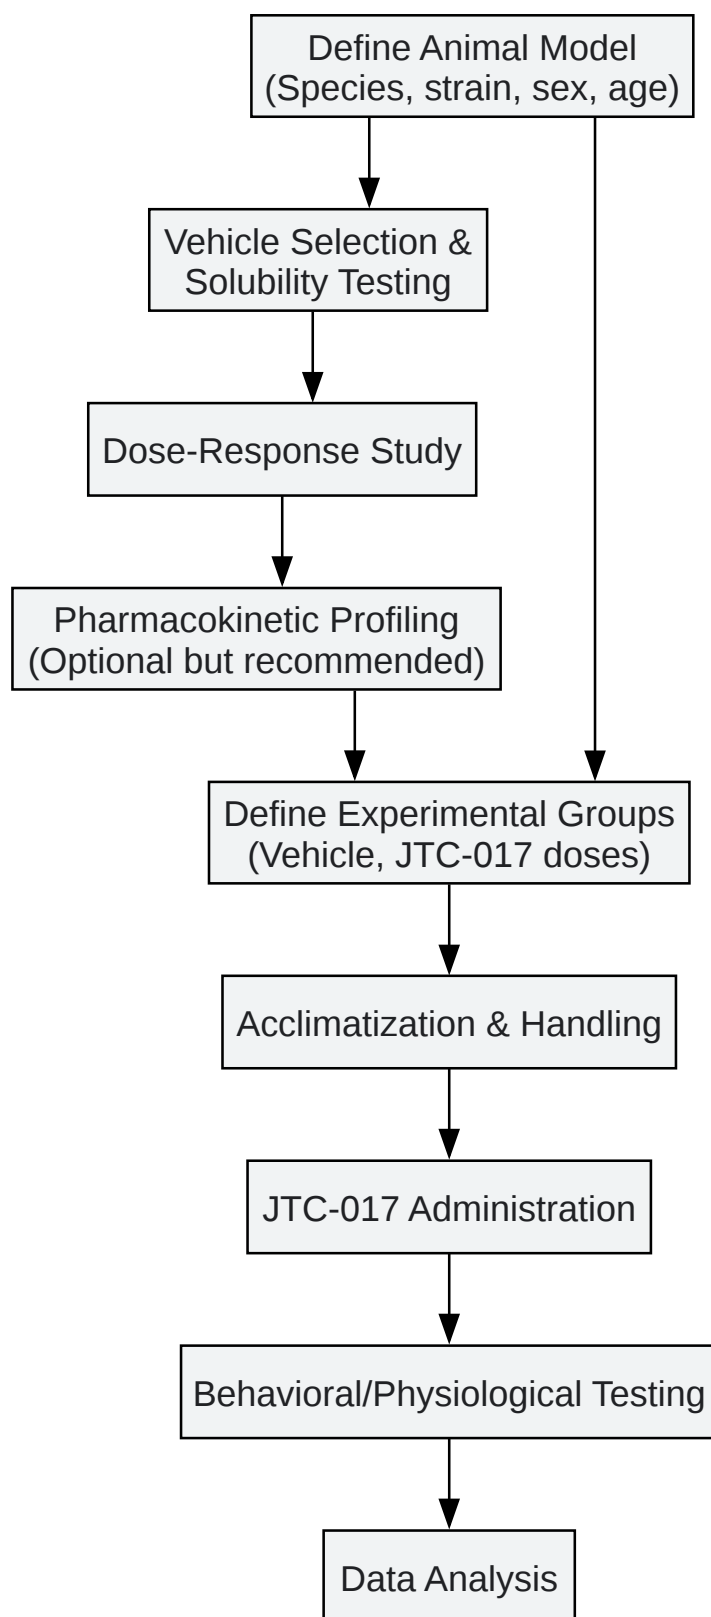 Define Animal Model
(Species, strain, sex, age)
Vehicle Selection &
Solubility Testing
Dose-Response Study
Pharmacokinetic Profiling
(Optional but recommended)
Define Experimental Groups
(Vehicle, JTC-017 doses)
Acclimatization & Handling
JTC-017 Administration
Behavioral/Physiological Testing
Data Analysis